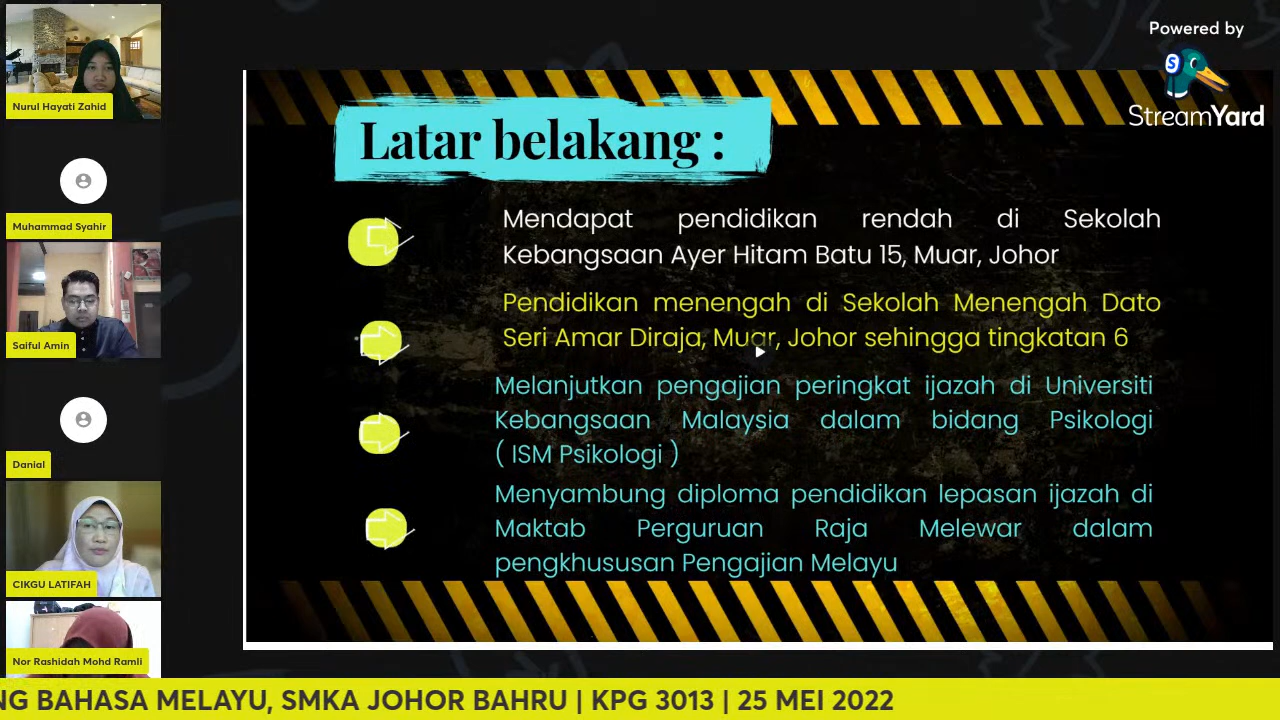 Nurul Hayati Zahid
Muhammad Syahir
Saiful Amin
Danial
CIKGU LATIFAH
Nor Rashidah Mohd Ramli
Powered by
S
StreamYard
Latar belakang :
Mendapat pendidikan rendah di Sekolah
Kebangsaan Ayer Hitam Batu 15, Muar, Johor
Pendidikan menengah di Sekolah Menengah Dato
Seri Amar Diraja, Muar, Johor sehingga tingkatan 6
Melanjutkan pengajian peringkat ijazah di Universiti
Kebangsaan Malaysia dalam bidang Psikologi
( ISM Psikologi )
Menyambung diploma pendidikan lepasan ijazah di
Maktab Perguruan Raja Melewar dalam
pengkhususan Pengajian Melayu
NG BAHASA MELAYU, SMKA JOHOR BAHRU | KPG 3013 | 25 MEI 2022